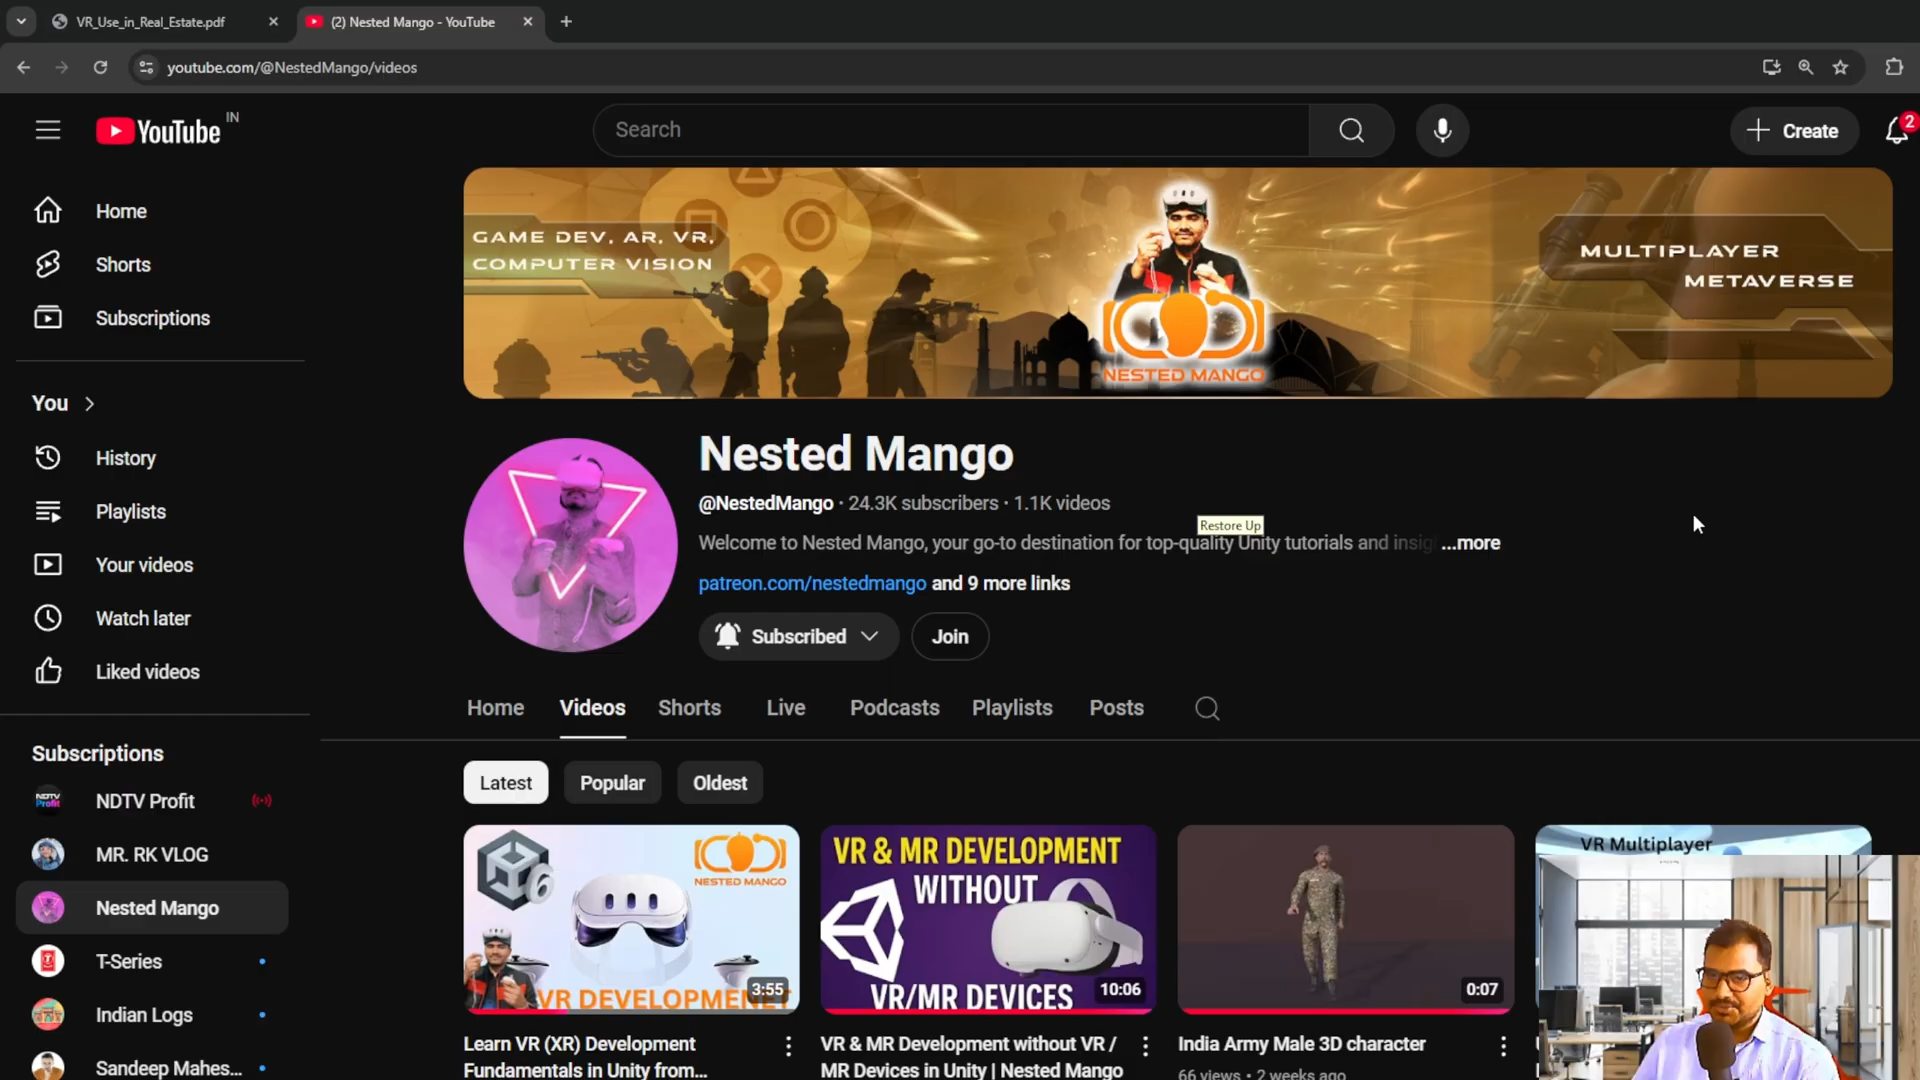 VR_Use_in_Real_Estate.pdf
(2) Nested Mango - YouTube
youtube.com/@NestedMango/videos
YouTube IN
Search
Create
2
Home
Shorts
Subscriptions
You
History
Playlists
Your videos
Watch later
Liked videos
Subscriptions
NDTV Profit
MR. RK VLOG
Nested Mango
T-Series
Indian Logs
Sandeep Mahes...
GAME DEV, AR, VR,
COMPUTER VISION
NESTED MANGO
MULTIPLAYER
METAVERSE
Nested Mango
@NestedMango · 24.3K subscribers · 1.1K videos
Restore Up
Welcome to Nested Mango, your go-to destination for top-quality Unity tutorials and insig ...more
patreon.com/nestedmango and 9 more links
Subscribed
Join
Home
Videos
Shorts
Live
Podcasts
Playlists
Posts
Latest
Popular
Oldest
6
NESTED MANGO
VR DEVELOPMENET
3:55
Learn VR (XR) Development
Fundamentals in Unity from...
VR & MR DEVELOPMENT
WITHOUT
VR/MR DEVICES
10:06
VR & MR Development without VR /
MR Devices in Unity | Nested Mango
0:07
India Army Male 3D character
66 views • 2 weeks ago
VR Multiplayer